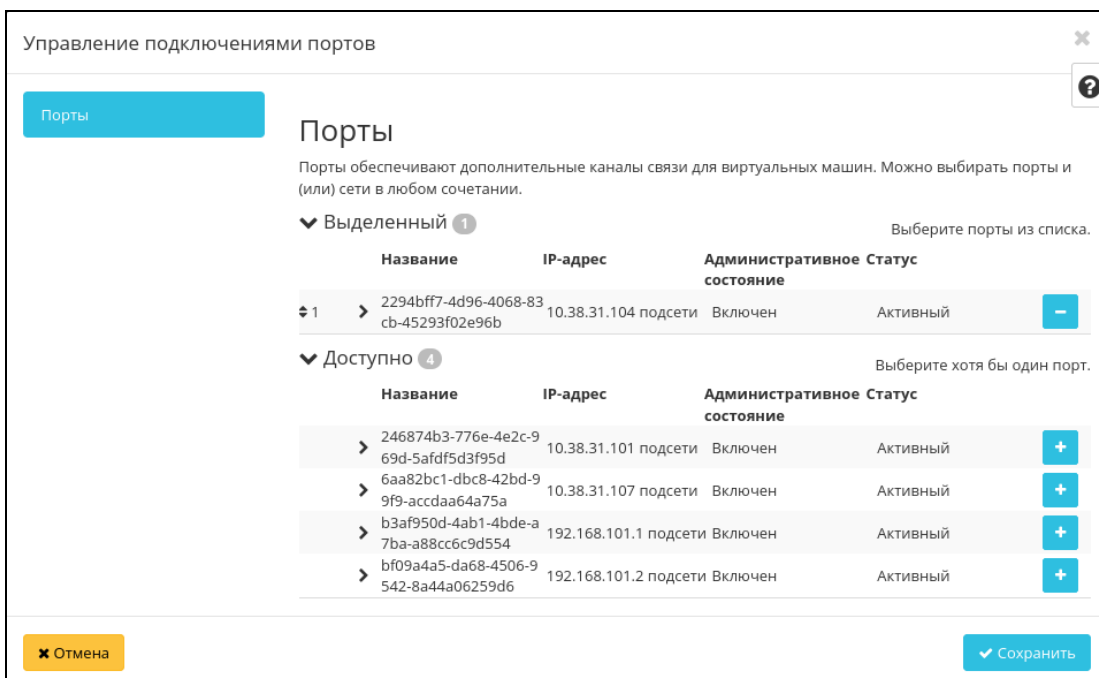 Управление подключениями портов
Порты
Порты
Порты обеспечивают дополнительные каналы связи для виртуальных машин. Можно выбирать порты и
(или) сети в любом сочетании.
Выделенный 1
Выберите порты из списка.
Название IP-адрес Административное Статус
состояние
1 2294bff7-4d96-4068-83 10.38.31.104 подсети Включен Активный
cb-45293f02e96b
Доступно 4
Выберите хотя бы один порт.
Название IP-адрес Административное Статус
состояние
246874b3-776e-4e2c-9 10.38.31.101 подсети Включен Активный
69d-5afdf5d3f95d
6aa82bc1-dbc8-42bd-9 10.38.31.107 подсети Включен Активный
9f9-accdaa64a75a
b3af950d-4ab1-4bde-a 192.168.101.1 подсети Включен Активный
7ba-a88cc6c9d554
bf09a4a5-da68-4506-9 192.168.101.2 подсети Включен Активный
542-8a44a06259d6
Отмена
Сохранить